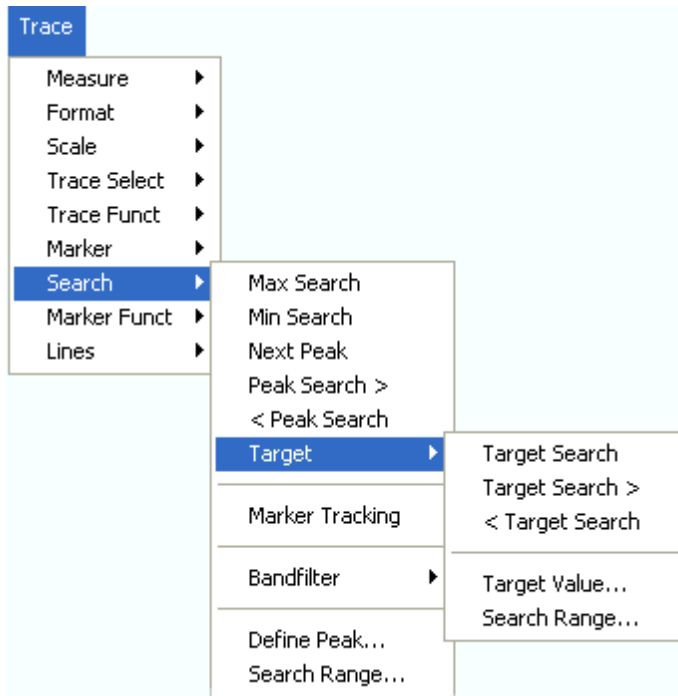 Trace
Measure
Format
Scale
Trace Select
Trace Funct
Marker
Search
Marker Funct
Lines
Max Search
Min Search
Next Peak
Peak Search >
< Peak Search
Target
Marker Tracking
Bandfilter
Define Peak...
Search Range...
Target Search
Target Search >
< Target Search
Target Value...
Search Range...